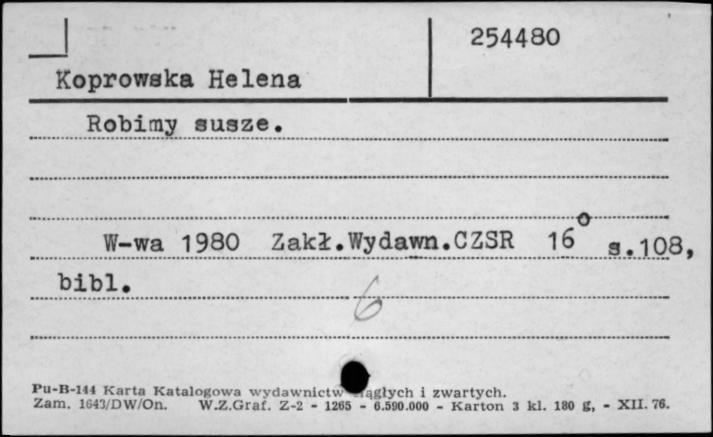 254480
Koprowska Helena
Robimy susze.
W-wa 1980 Zakł.Wydawn.CZSR 16° s.108,
bibl.
6
Pu-B-144 Karta Katalogowa wydawnictw ciągłych i zwartych.
Zam. 1643/DW/On. W.Z.Graf. Z-2 - 1265 - 6.590.000 - Karton 3 kl. 180 g, - XII. 76.